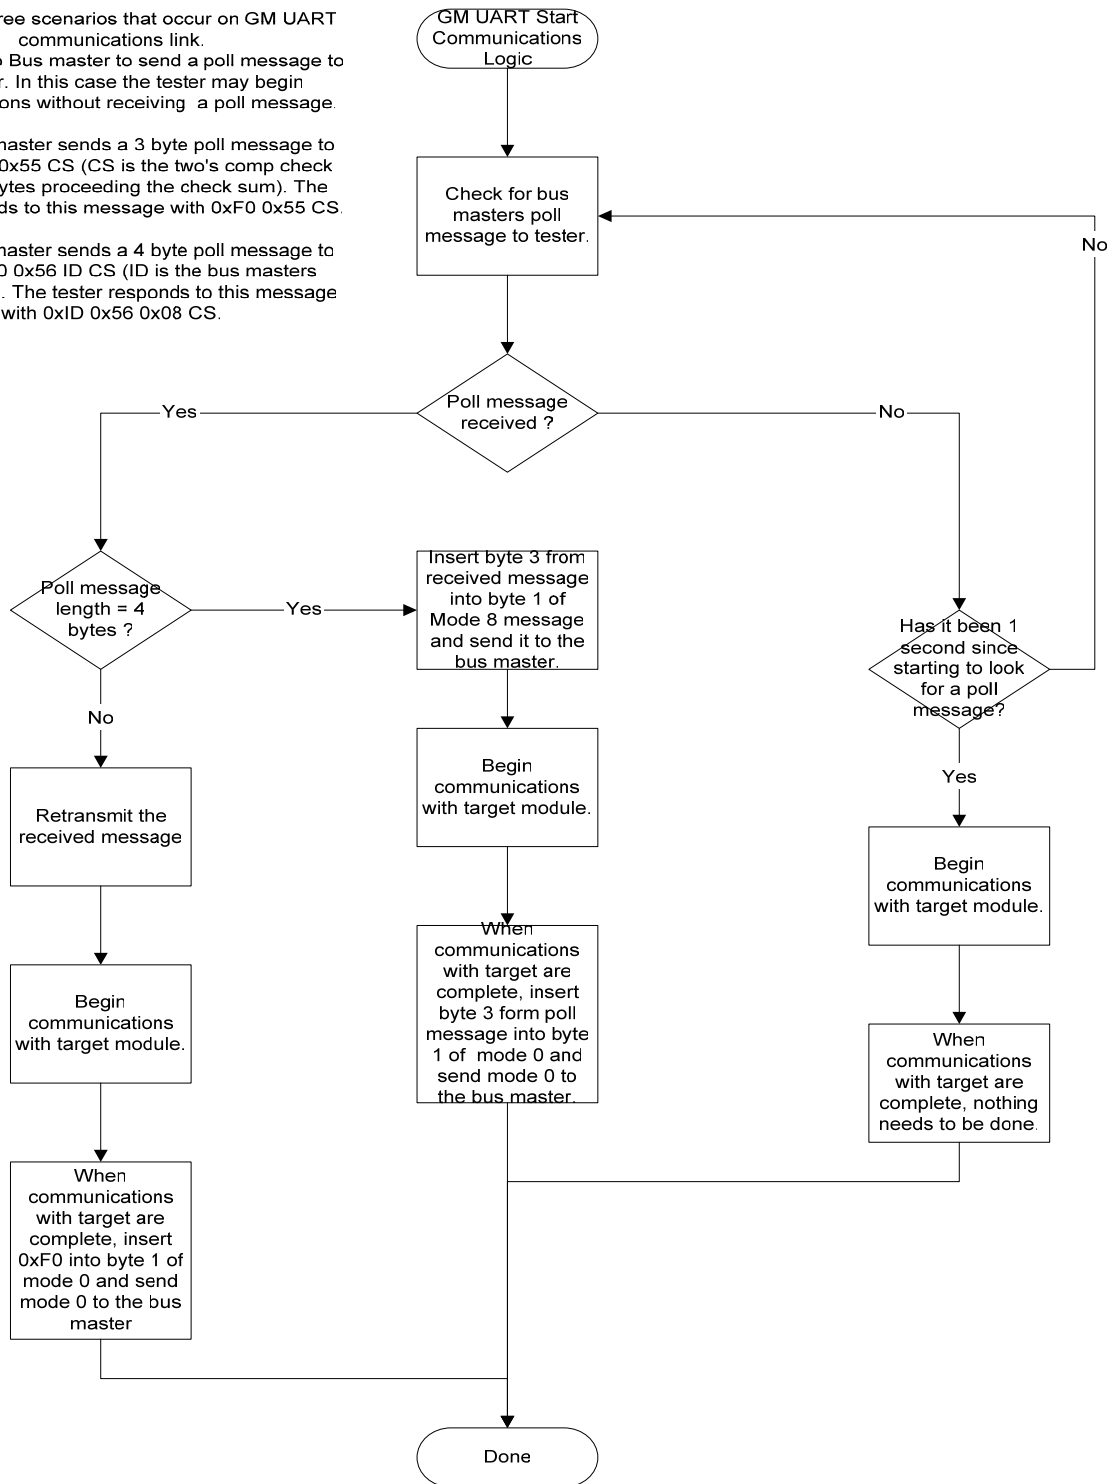 ree scenarios that occur on GM UART
communications link.
Bus master to send a poll message to
r. In this case the tester may begin
ons without receiving a poll message.
master sends a 3 byte poll message to
0x55 CS (CS is the two's comp check
ytes proceeding the check sum). The
ds to this message with 0xF0 0x55 CS.
master sends a 4 byte poll message to
0 0x56 ID CS (ID is the bus masters
. The tester responds to this message
with 0xID 0x56 0x08 CS.
GM UART Start
Communications
Logic
Check for bus
masters poll
message to tester.
No
Poll message
received ?
Yes
No
Poll message
length = 4
bytes ?
Yes
Insert byte 3 from
received message
into byte 1 of
Mode 8 message
and send it to the
bus master.
Has it been 1
second since
starting to look
for a poll
message?
No
Yes
Begin
communications
with target module.
Retransmit the
received message
Begin
communications
with target module.
When
communications
with target are
complete, insert
byte 3 form poll
message into byte
1 of mode 0 and
send mode 0 to
the bus master.
Begin
communications
with target module.
When
communications
with target are
complete, nothing
needs to be done.
When
communications
with target are
complete, insert
0xF0 into byte 1 of
mode 0 and send
mode 0 to the bus
master
Done